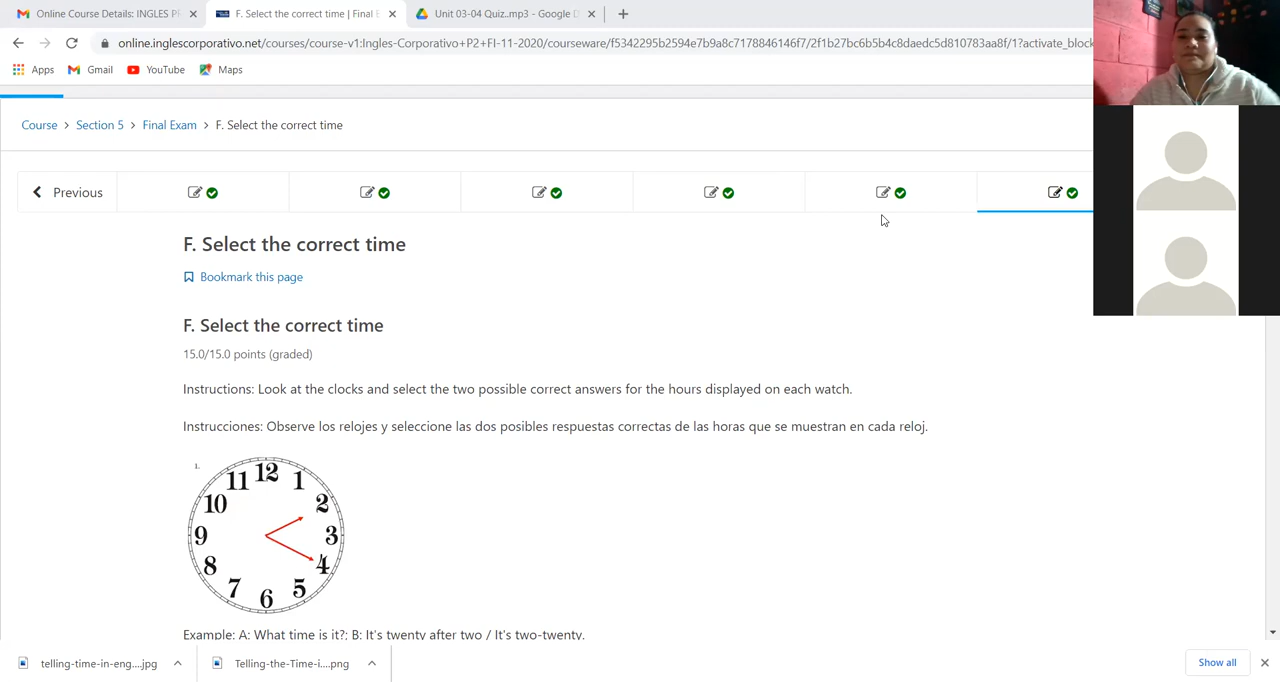 Online Course Details: INGLES P
F. Select the correct time | Final E
Unit 03-04 Quiz..mp3 - Google D
online.inglescorporativo.net/courses/course-v1:Ingles-Corporativo+P2+FI-11-2020/courseware/f5342295b2594e7b9a8c7178846146f7/2f1b27bc6b5b4c8daedc5d810783aa8f/1?activate_block
Apps
Gmail
YouTube
Maps
Course > Section 5 > Final Exam > F. Select the correct time
Previous
F. Select the correct time
Bookmark this page
F. Select the correct time
15.0/15.0 points (graded)
Instructions: Look at the clocks and select the two possible correct answers for the hours displayed on each watch.
Instrucciones: Observe los relojes y seleccione las dos posibles respuestas correctas de las horas que se muestran en cada reloj.
1.
12
11 1
10 2
9 3
8 4
7 5
6
Example: A: What time is it?; B: It's twenty after two / It's two-twenty.
telling-time-in-eng....jpg
Telling-the-Time-i....png
Show all